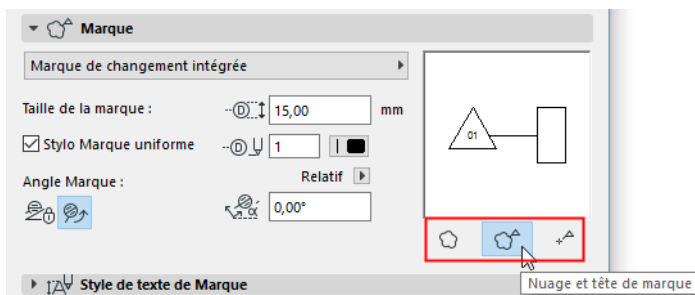 Marque
Marque de changement intégrée
Taille de la marque :
D
15,00
mm
01
Stylo Marque uniforme
D
1
Angle Marque :
Relatif
α
0,00°
Nuage et tête de marque
Style de texte de Marque